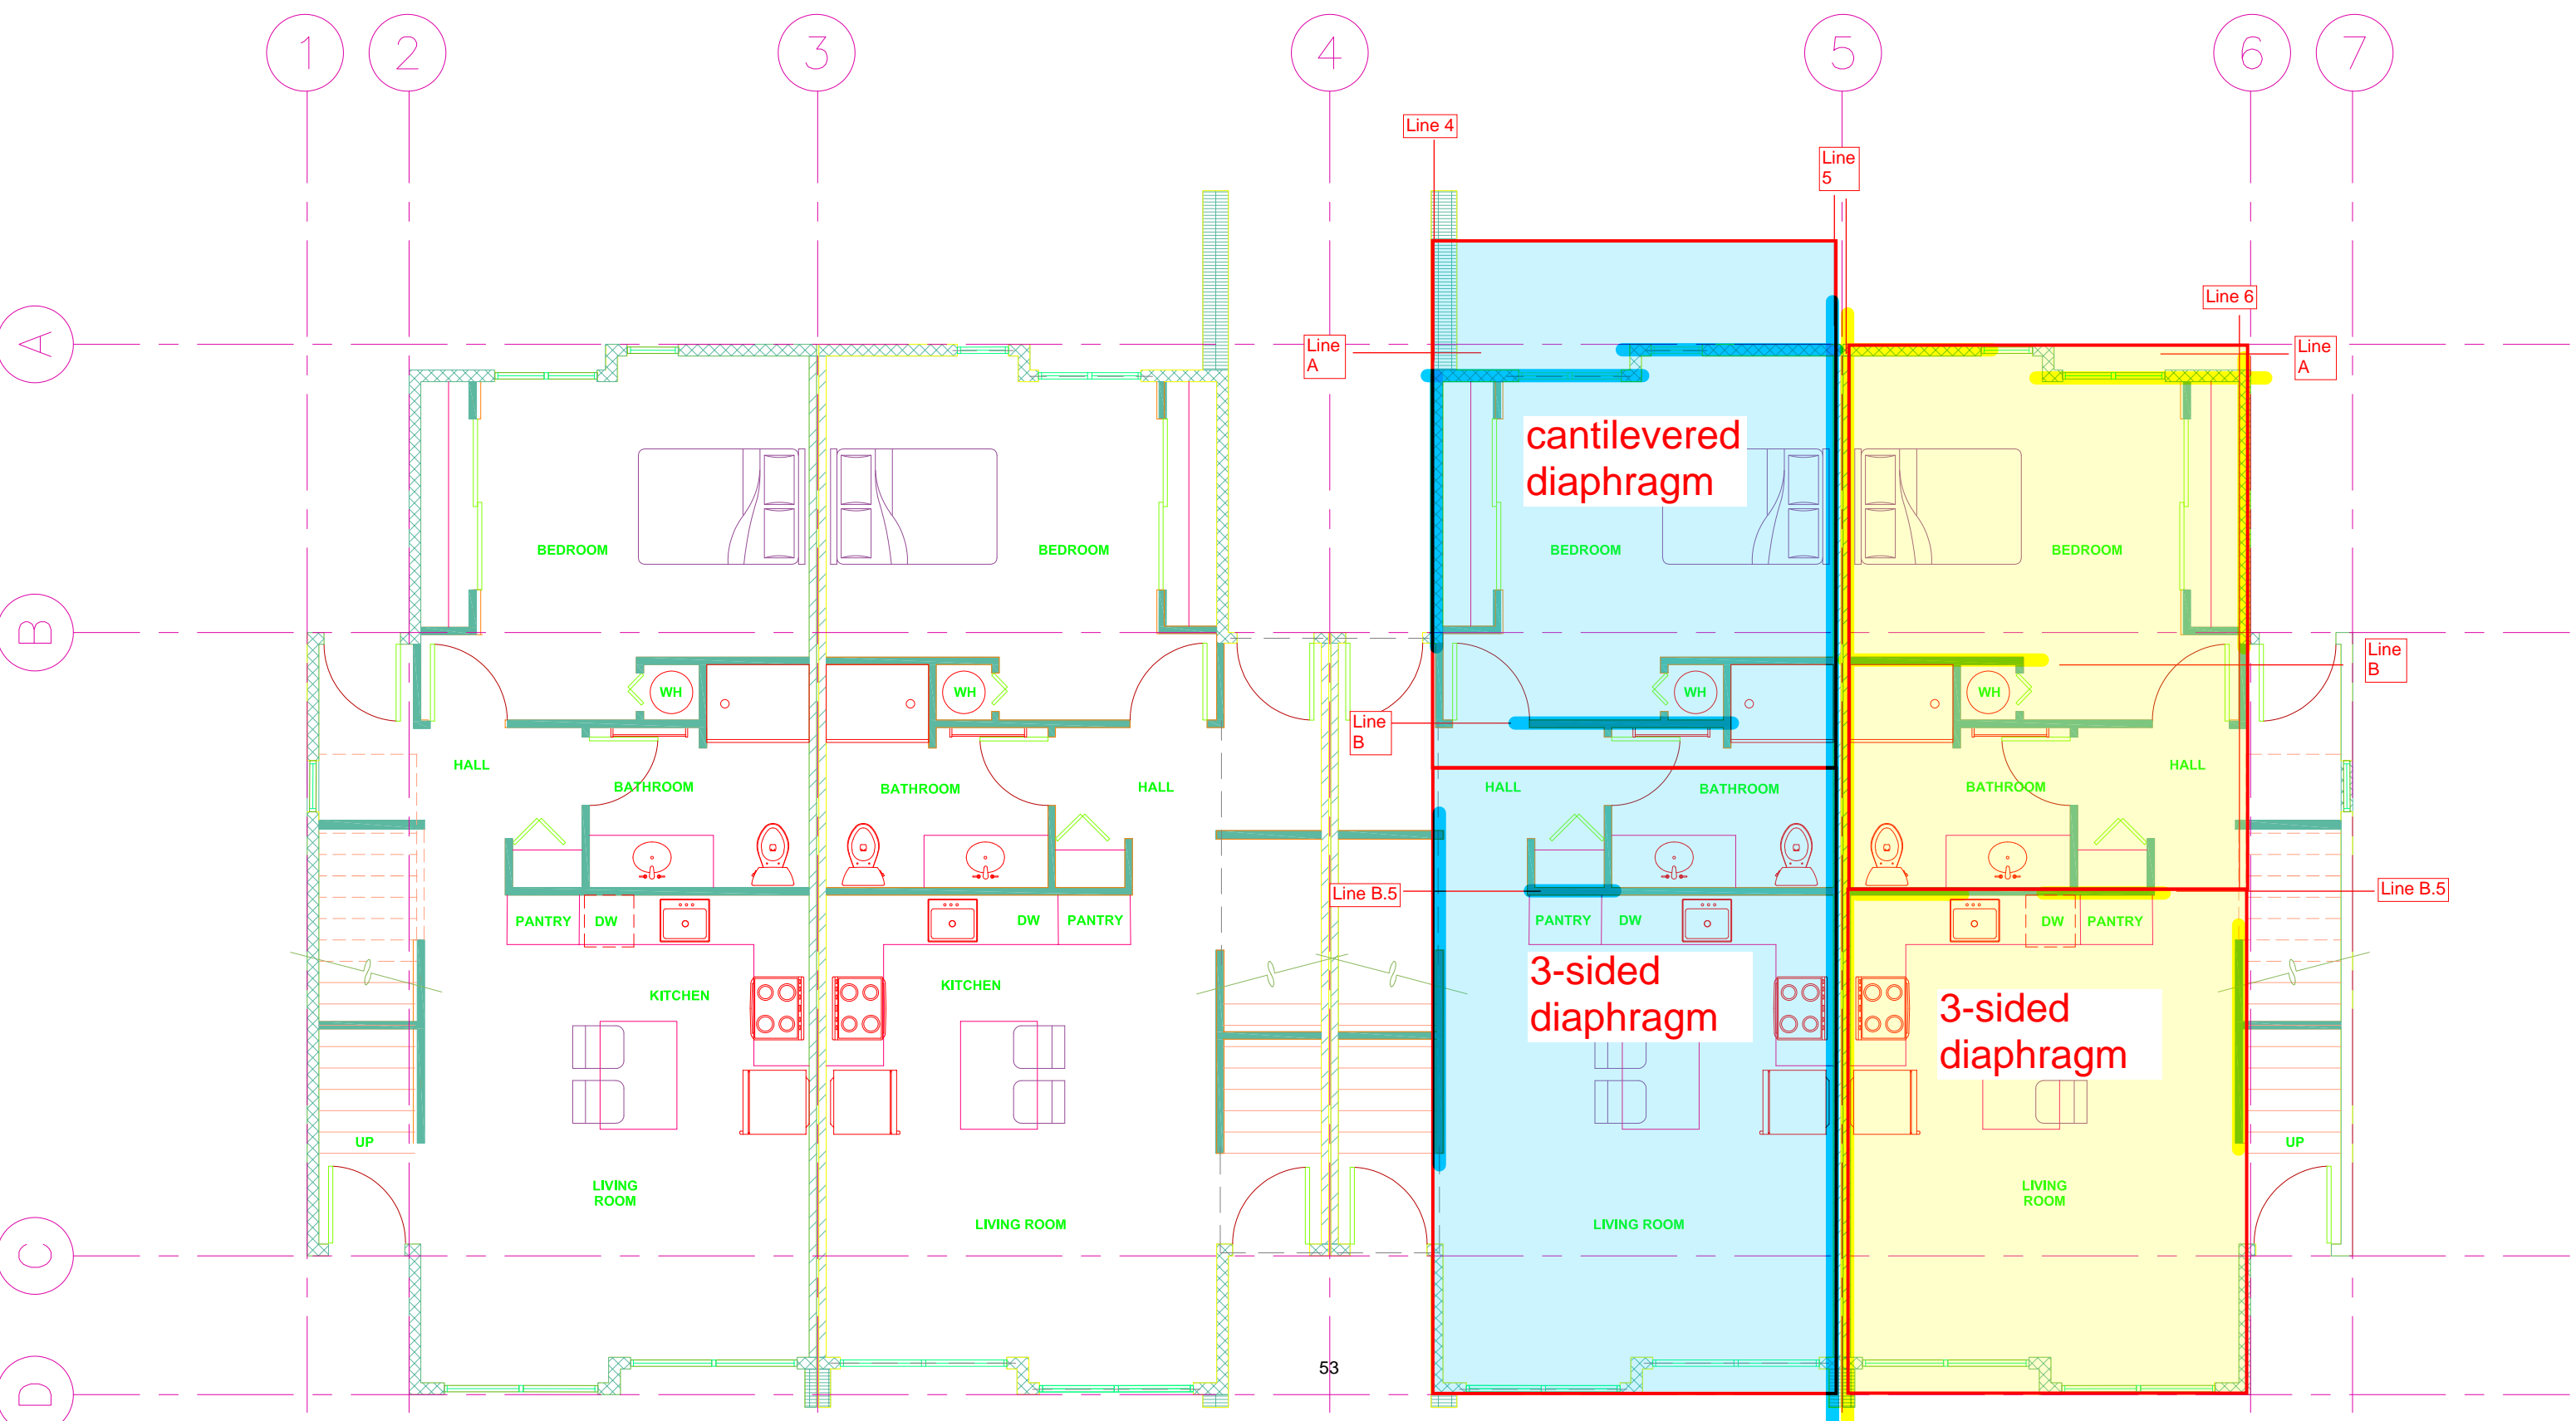 1
2
3
4
5
6
7
Line 4
Line
5
Line 6
A
Line
A
Line
A
cantilevered
diaphragm
BEDROOM
BEDROOM
BEDROOM
BEDROOM
B
Line
B
WH
WH
WH
WH
Line
B
HALL
BATHROOM
BATHROOM
HALL
HALL
BATHROOM
BATHROOM
HALL
Line B.5
Line B.5
PANTRY
DW
DW
PANTRY
PANTRY
DW
DW
PANTRY
KITCHEN
KITCHEN
3-sided
diaphragm
3-sided
diaphragm
UP
UP
LIVING
ROOM
LIVING ROOM
LIVING ROOM
LIVING
ROOM
C
53
D